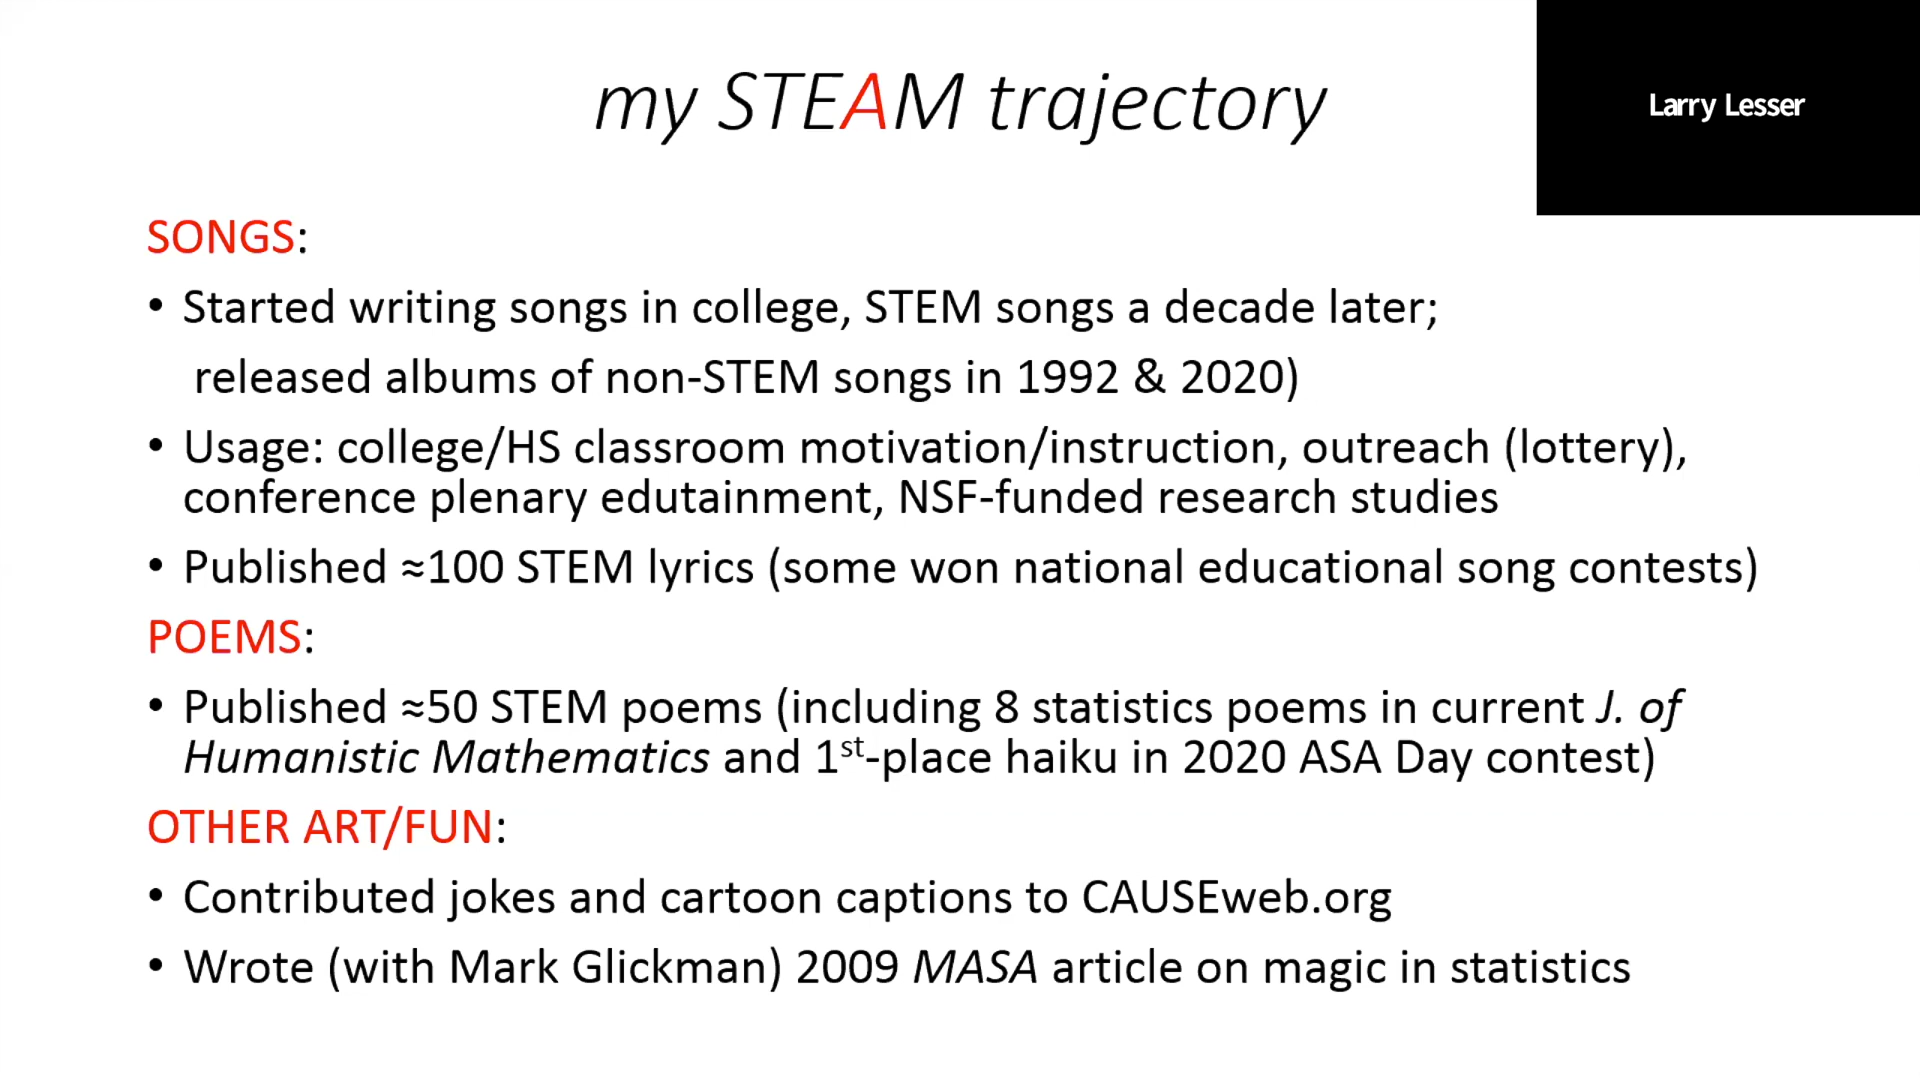 my STEAM trajectory
Larry Lesser
SONGS:
• Started writing songs in college, STEM songs a decade later;
released albums of non-STEM songs in 1992 & 2020)
• Usage: college/HS classroom motivation/instruction, outreach (lottery),
conference plenary edutainment, NSF-funded research studies
• Published ≈100 STEM lyrics (some won national educational song contests)
POEMS:
• Published ≈50 STEM poems (including 8 statistics poems in current J. of
Humanistic Mathematics and 1st-place haiku in 2020 ASA Day contest)
OTHER ART/FUN:
• Contributed jokes and cartoon captions to CAUSEweb.org
• Wrote (with Mark Glickman) 2009 MASA article on magic in statistics